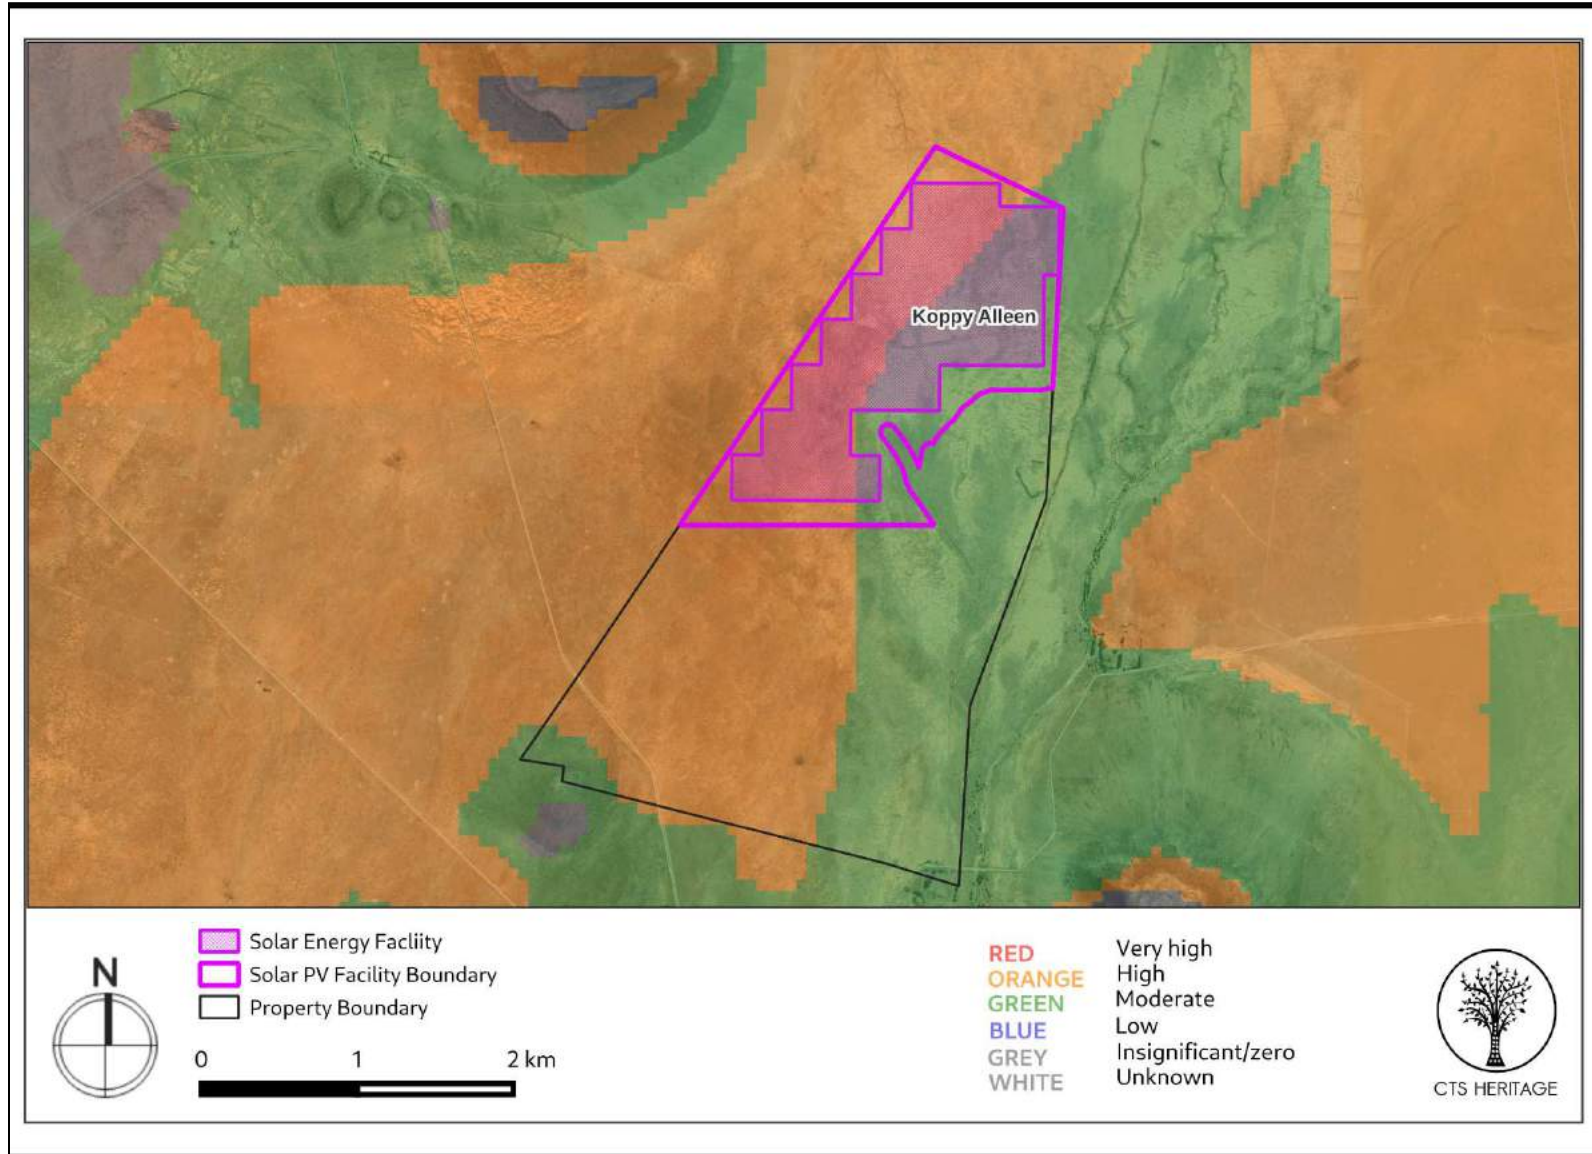 Koppy Alleen
N
Solar Energy Facliity
Solar PV Facility Boundary
Property Boundary
0 1 2 km
RED Very high
ORANGE High
GREEN Moderate
BLUE Low
GREY Insignificant/zero
WHITE Unknown
CTS HERITAGE